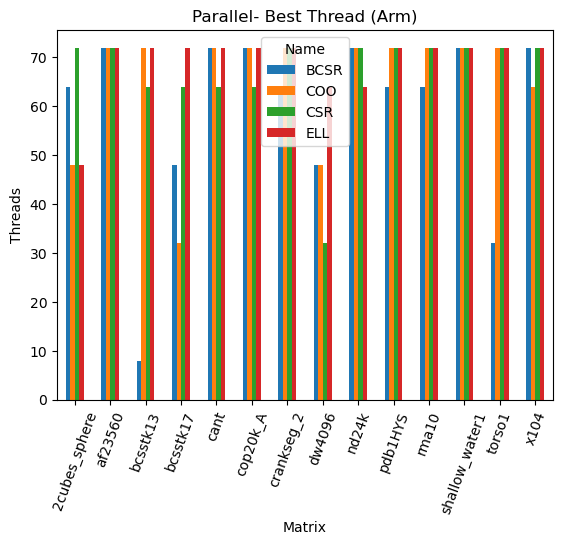 Parallel- Best Thread (Arm)
Name
BCSR
COO
CSR
ELL
Threads
70
60
50
40
30
20
10
0
2cubes_sphere
af23560
bcsstk13
bcsstk17
cant
cop20k_A
crankseg_2
dw4096
nd24k
pdb1HYS
rma10
shallow_water1
torso1
x104
Matrix